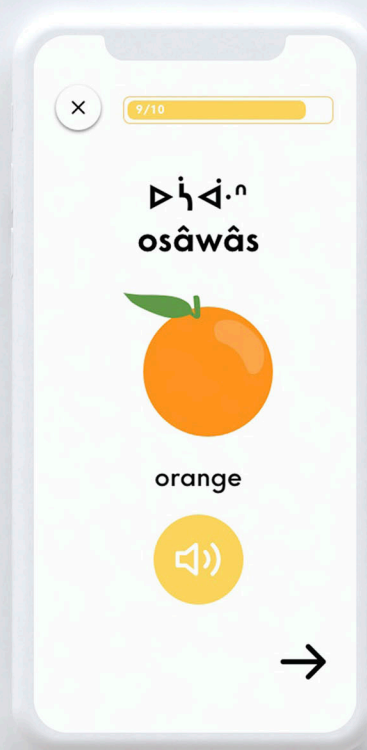 9/10
ᐅᓵᐚᐢ
osâwâs
orange